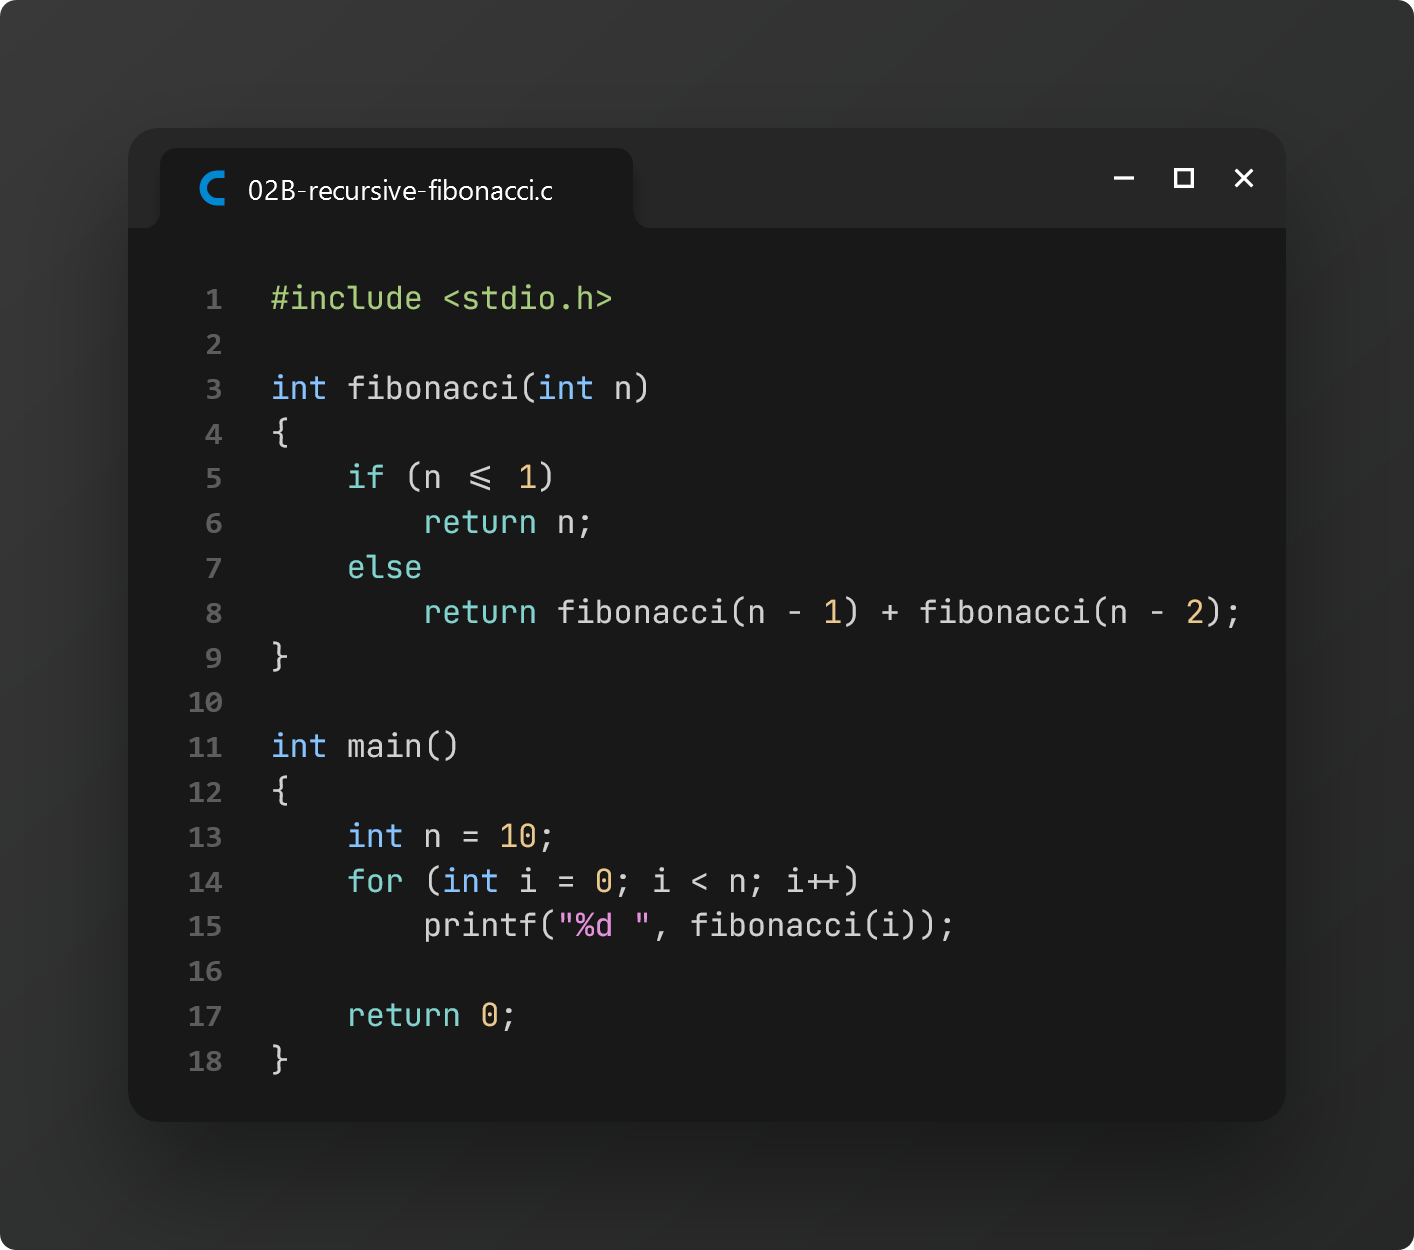 02B-recursive-fibonacci.c
1 #include <stdio.h>
2
3 int fibonacci(int n)
4 {
5     if (n <= 1)
6         return n;
7     else
8         return fibonacci(n - 1) + fibonacci(n - 2);
9 }
10
11 int main()
12 {
13     int n = 10;
14     for (int i = 0; i < n; i++)
15         printf("%d ", fibonacci(i));
16
17     return 0;
18 }